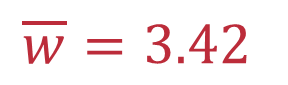 w̅ = 3.42